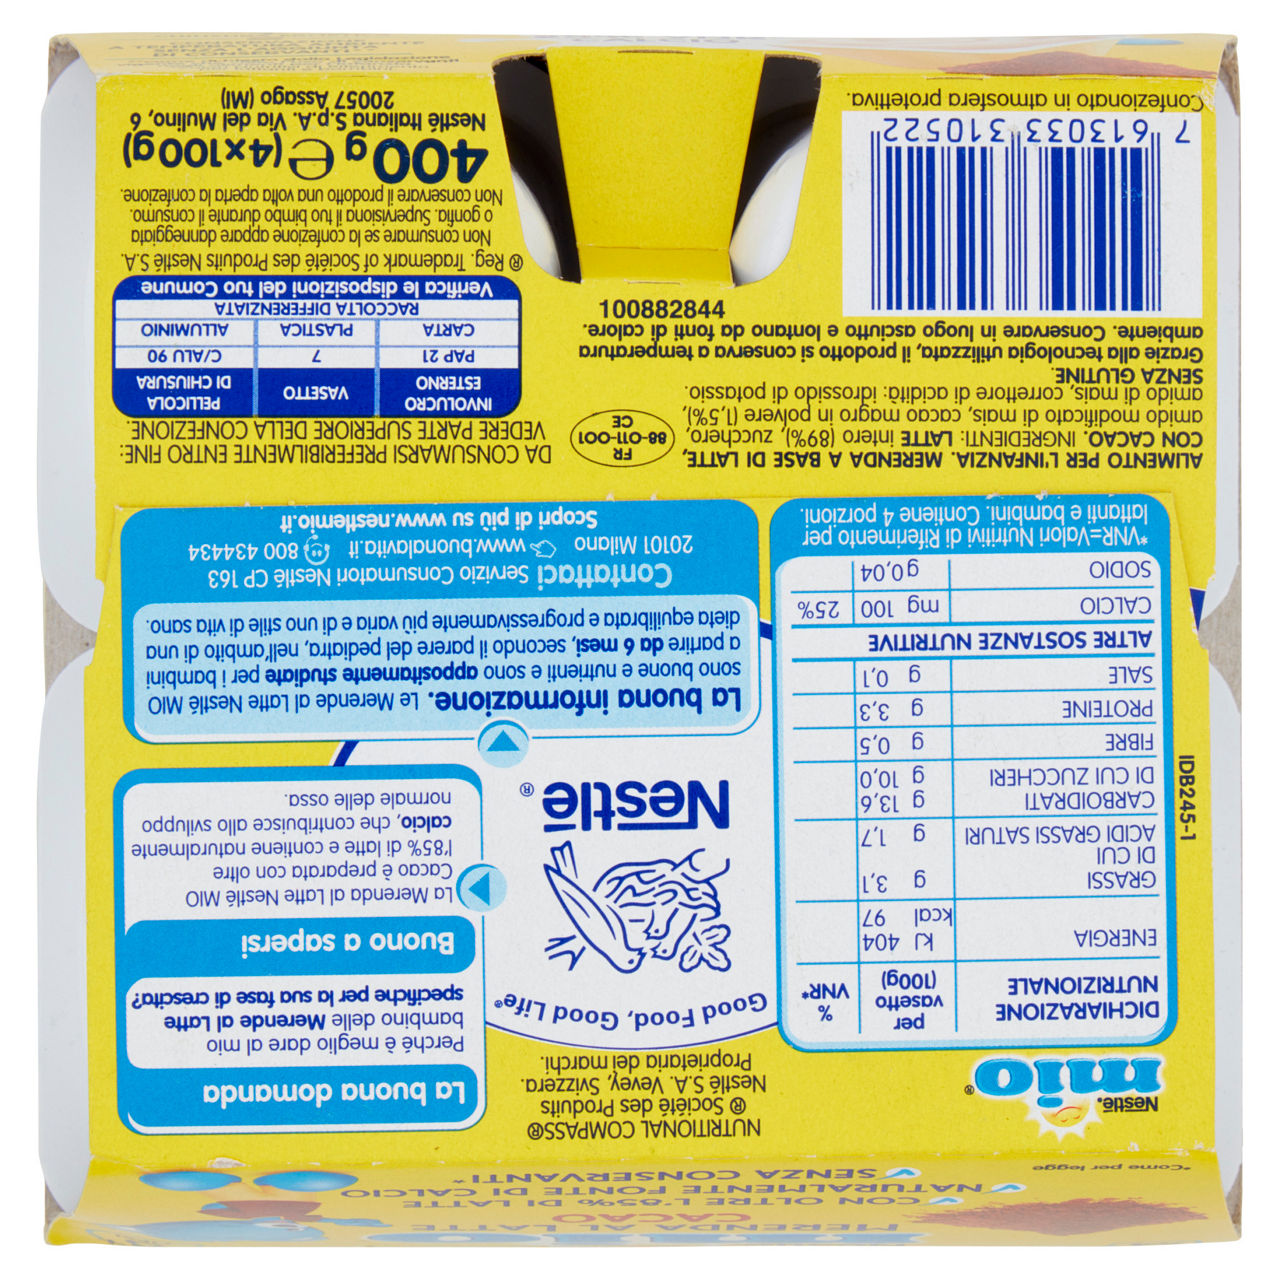 MERENDA AL LATTE
CACAO
✓ CON OLTRE L'85% DI LATTE
✓ NATURALMENTE FONTE DI CALCIO
✓ SENZA CONSERVANTI*
*Come per legge
Nestlé®
mio®
DICHIARAZIONE NUTRIZIONALE per vasetto (100g) % VNR*
ENERGIA kJ 404
kcal 97
GRASSI g 3,1
DI CUI
ACIDI GRASSI SATURI g 1,7
CARBOIDRATI g 13,6
DI CUI ZUCCHERI g 10,0
FIBRE g 0,5
PROTEINE g 3,3
SALE g 0,1
ALTRE SOSTANZE NUTRITIVE
CALCIO mg 100 25%
SODIO g 0,04
*VNR=Valori Nutritivi di Riferimento per
lattanti e bambini. Contiene 4 porzioni.
IDB245-1
NUTRITIONAL COMPASS®
® Société des Produits
Nestlé S.A. Vevey, Svizzera.
Proprietaria dei marchi.
Good Food, Good Life®
Nestlé®
La buona domanda
Perché è meglio dare al mio
bambino delle Merende al Latte
specifiche per la sua fase di crescita?
Buono a sapersi
La Merenda al Latte Nestlé MIO
Cacao è preparata con oltre
l'85% di latte e contiene naturalmente
calcio, che contribuisce allo sviluppo
normale delle ossa.
La buona informazione. Le Merende al Latte Nestlé MIO
sono buone e nutrienti e sono appositamente studiate per i bambini
a partire da 6 mesi, secondo il parere del pediatra, nell'ambito di una
dieta equilibrata e progressivamente più varia e di uno stile di vita sano.
Contattaci Servizio Consumatori Nestlé CP 163
20101 Milano www.buonalavita.it 800 434434
Scopri di più su www.nestlemio.it
ALIMENTO PER L'INFANZIA. MERENDA A BASE DI LATTE,
CON CACAO. INGREDIENTI: LATTE intero (89%), zucchero,
amido modificato di mais, cacao magro in polvere (1,5%),
amido di mais, correttore di acidità: idrossido di potassio.
SENZA GLUTINE.
Grazie alla tecnologia utilizzata, il prodotto si conserva a temperatura
ambiente. Conservare in luogo asciutto e lontano da fonti di calore.
100882844
FR
88-011-001
CE
7 613033 310522
Confezionato in atmosfera protettiva.
DA CONSUMARSI PREFERIBILMENTE ENTRO FINE:
VEDERE PARTE SUPERIORE DELLA CONFEZIONE.
INVOLUCRO ESTERNO VASETTO PELLICOLA DI CHIUSURA
PAP 21 7 C/ALU 90
CARTA PLASTICA ALLUMINIO
RACCOLTA DIFFERENZIATA
Verifica le disposizioni del tuo Comune
® Reg. Trademark of Société des Produits Nestlé S.A.
Non consumare se la confezione appare danneggiata
o gonfia. Supervisiona il tuo bimbo durante il consumo.
Non conservare il prodotto una volta aperta la confezione.
400g ℮ (4x100g)
Nestlé Italiana S.p.A. Via del Mulino, 6
20057 Assago (MI)